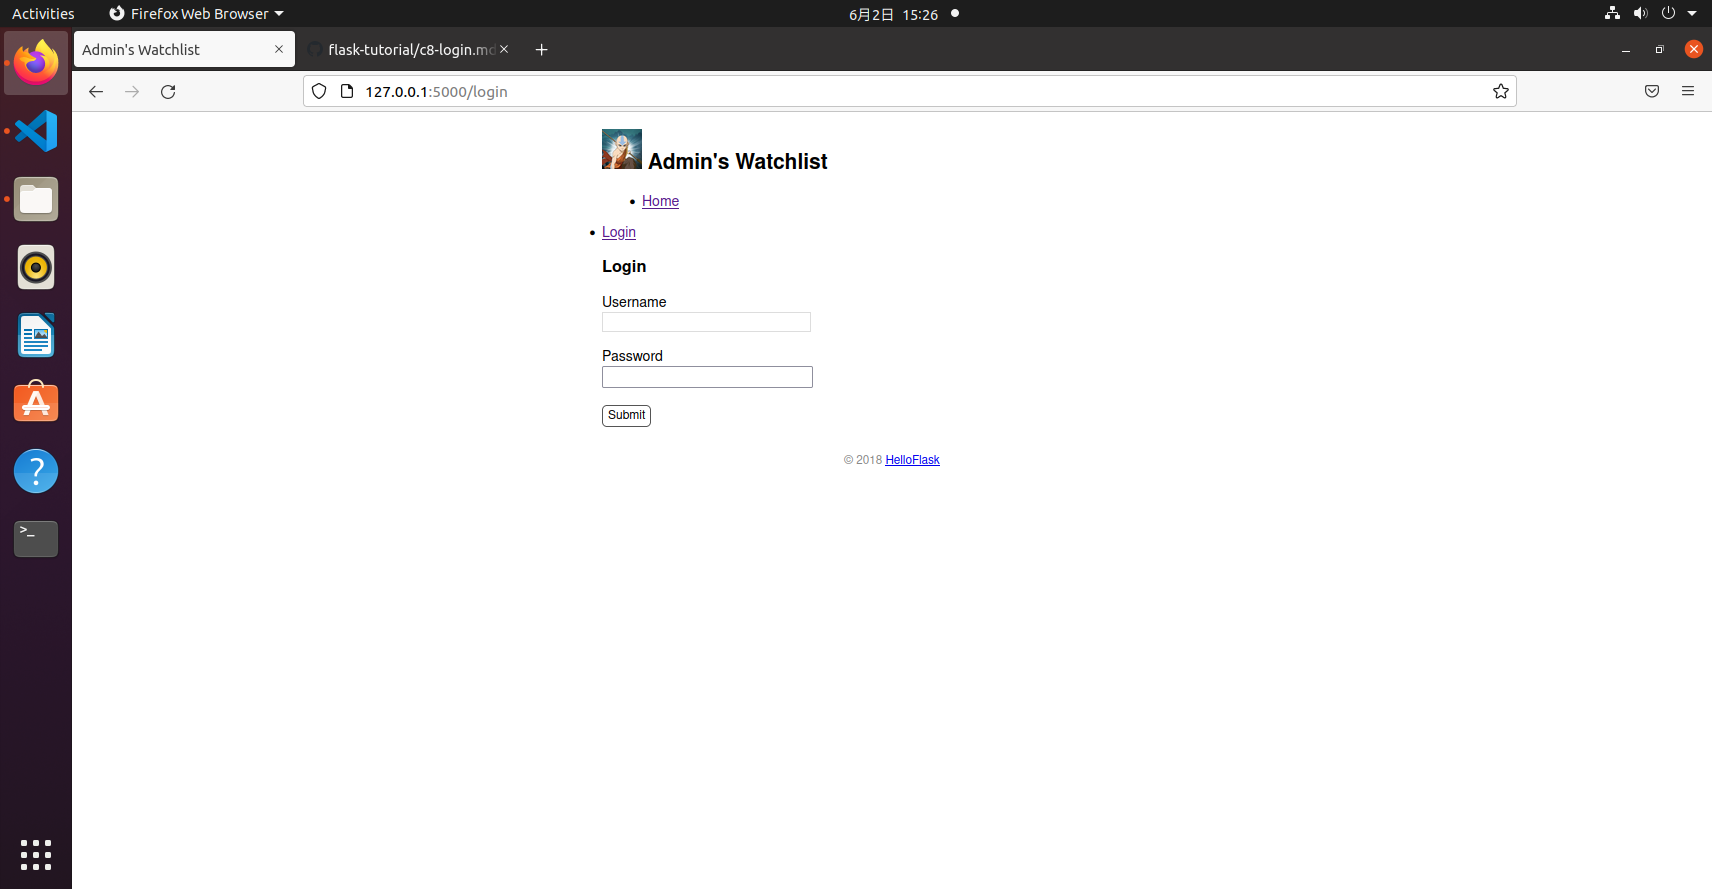 Activities
Firefox Web Browser
6月2日 15:26
Admin's Watchlist
flask-tutorial/c8-login.md
127.0.0.1:5000/login
Admin's Watchlist
Home
Login
Login
Username
Password
Submit
© 2018 HelloFlask